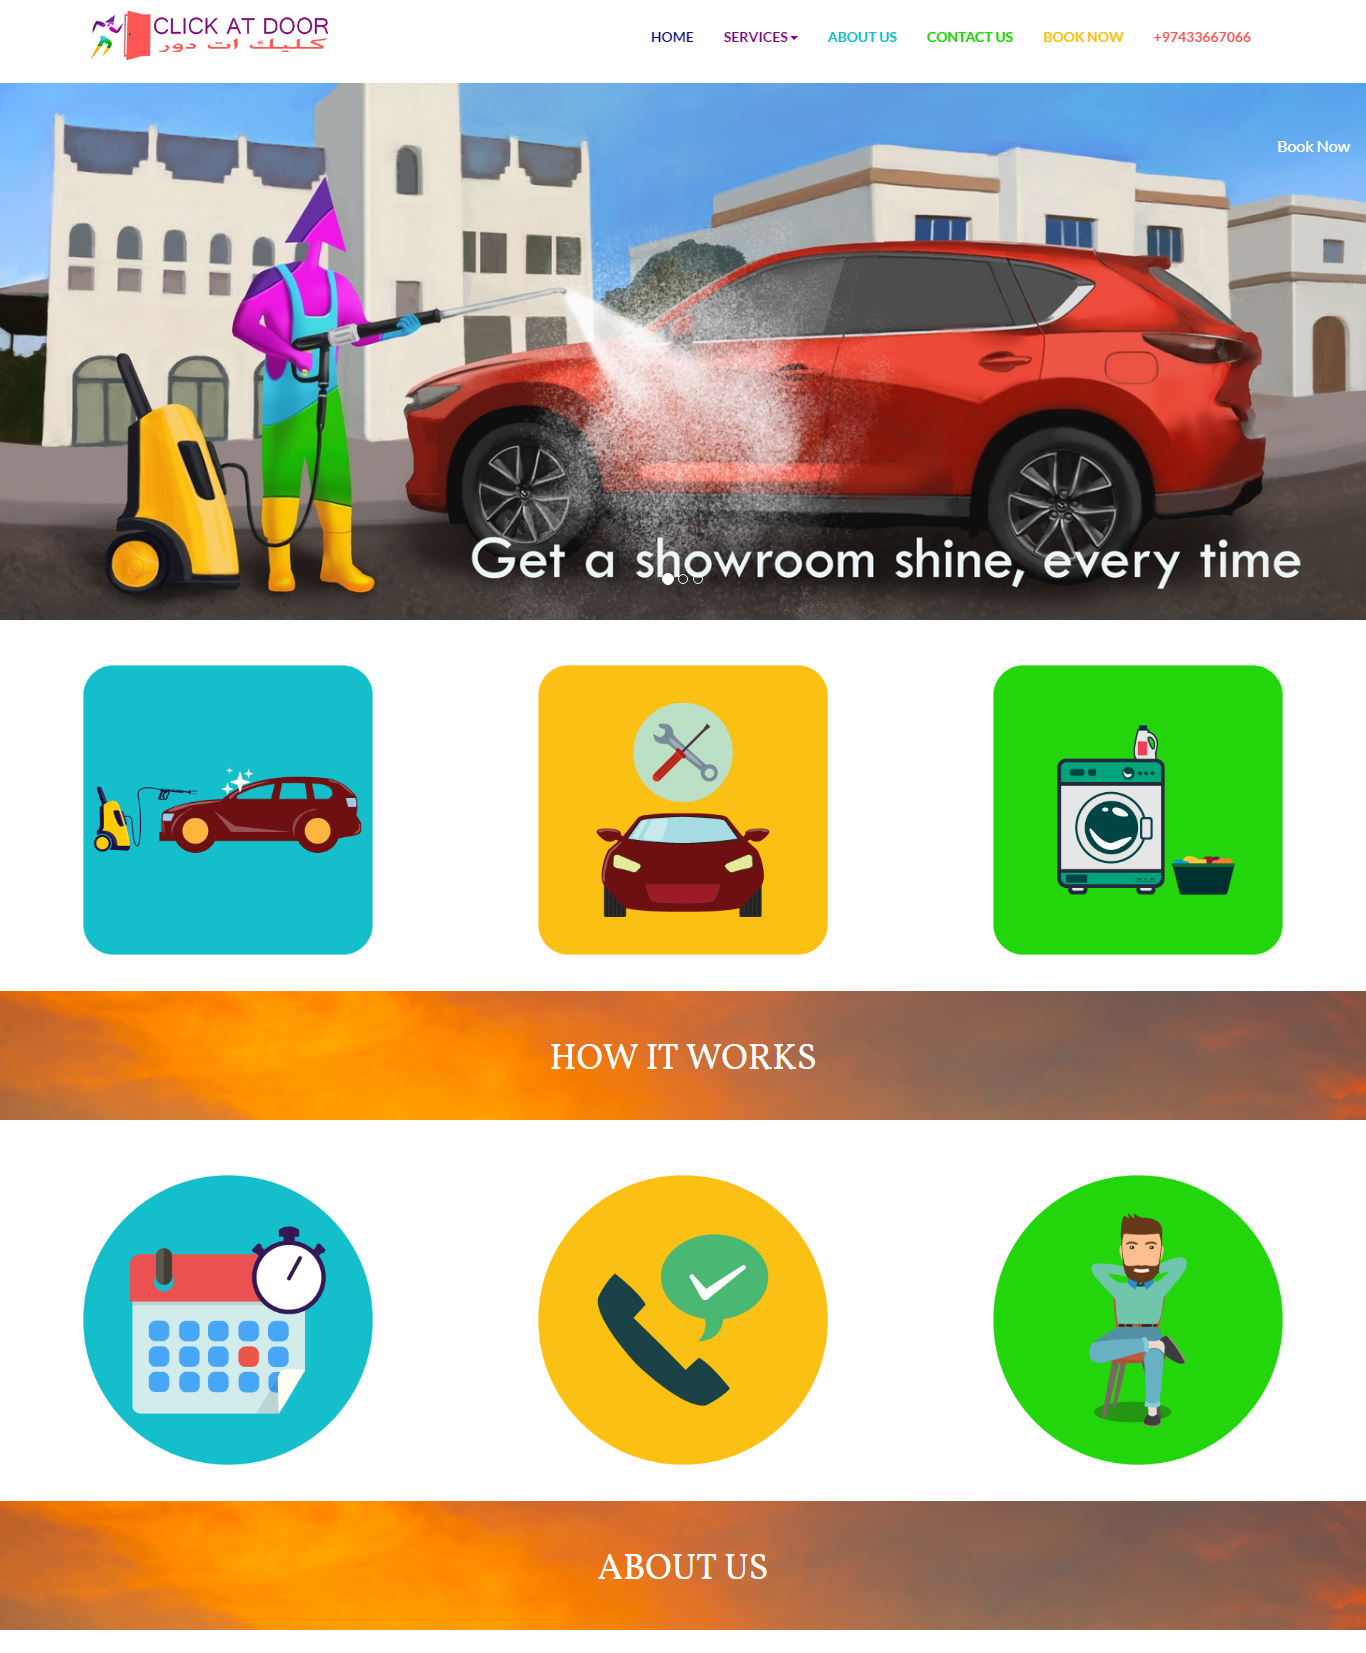 CLICK AT DOOR
كليك ات دور
HOME
SERVICES
ABOUT US
CONTACT US
BOOK NOW
+97433667066
Book Now
Get a showroom shine, every time
HOW IT WORKS
ABOUT US